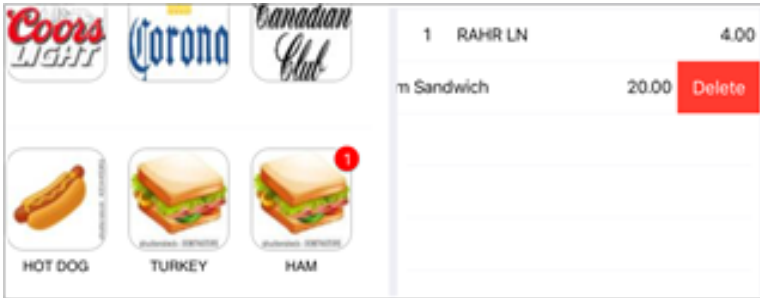 Coors
LIGHT
Corona
Canadian
Club
1 RAHR LN 4.00
m Sandwich 20.00 Delete
1
HOT DOG
TURKEY
HAM